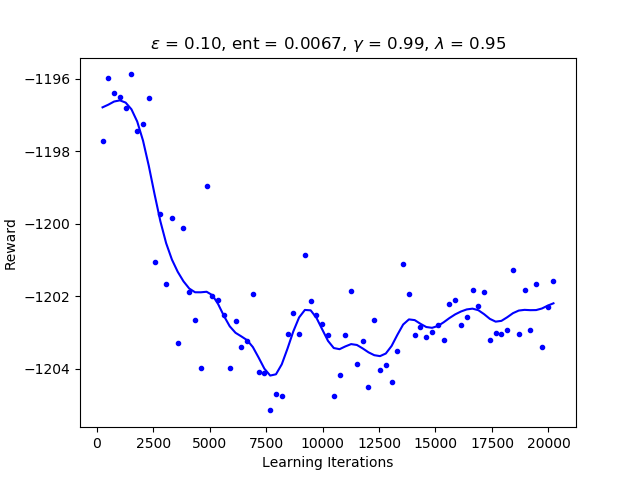 ε = 0.10, ent = 0.0067, γ = 0.99, λ = 0.95
−1196
−1198
−1200
−1202
−1204
Reward
0 2500 5000 7500 10000 12500 15000 17500 20000
Learning Iterations